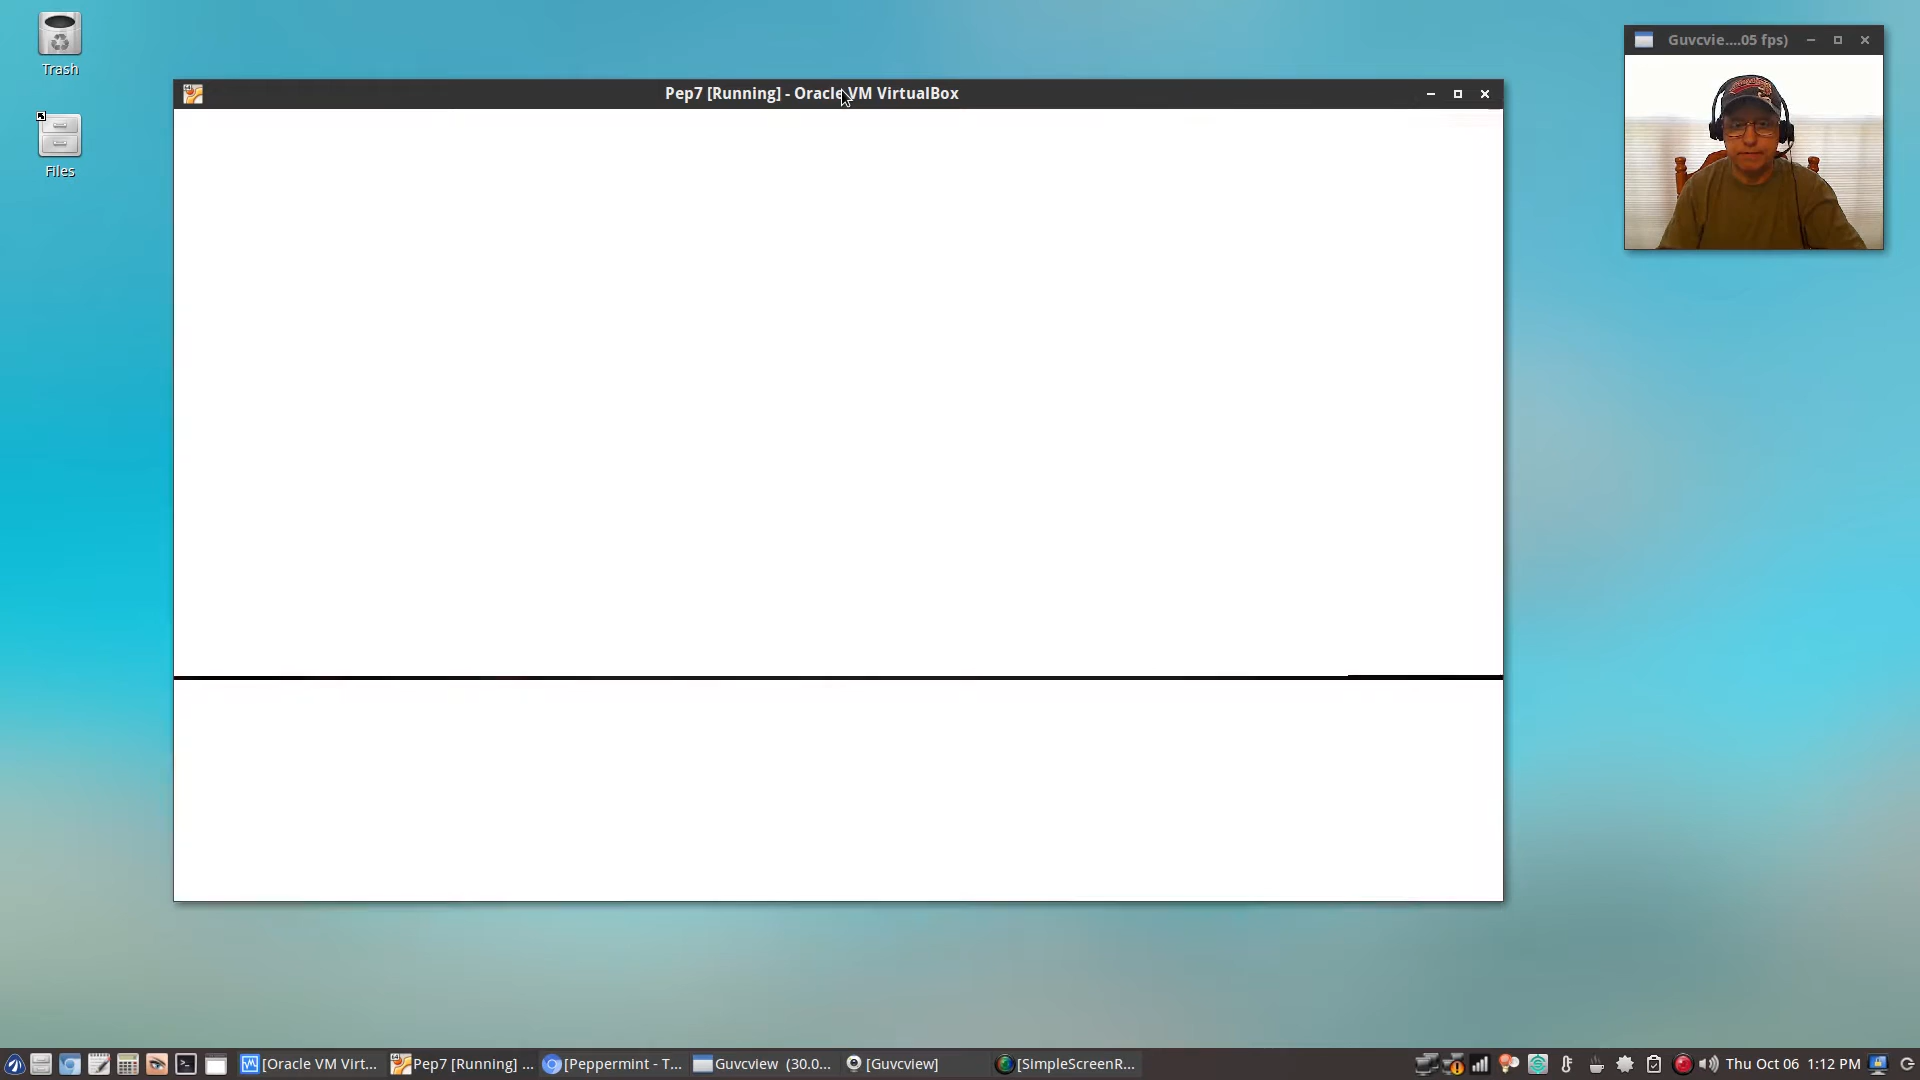 Trash
Files
Pep7 [Running] - Oracle VM VirtualBox
Guvcvie....05 fps)
[Oracle VM Virt...
Pep7 [Running] ...
[Peppermint - T...
Guvcview (30.0...
[Guvcview]
[SimpleScreenR...
Thu Oct 06 1:12 PM